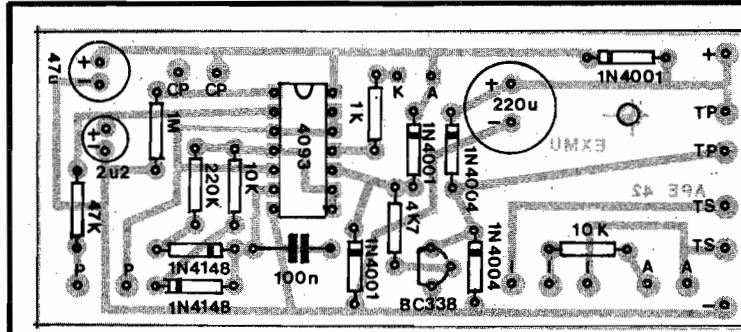 47u
+
-
CP
CP
K
A
+
-
220u
1N4001
+
1M
1K
+
-
2u2
4093
1N4001
1N4004
TP
EXMU
TP
220K
10K
4K7
APE 42
TS
47K
10K
TS
P
P
1N4148
100n
1N4001
BC338
1N4004
I
I
I
A
A
1N4148
-